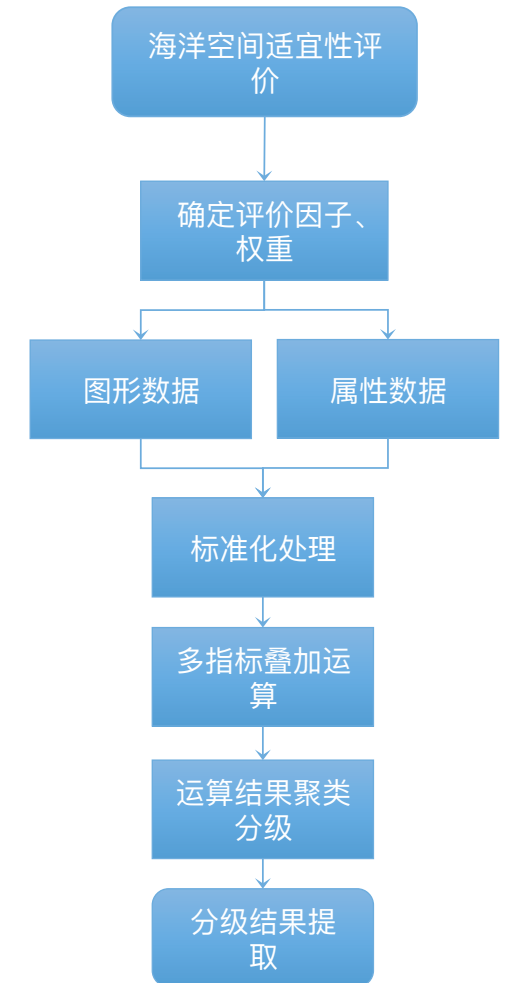 海洋空间适宜性评
价
确定评价因子、
权重
图形数据
属性数据
标准化处理
多指标叠加运
算
运算结果聚类
分级
分级结果提
取